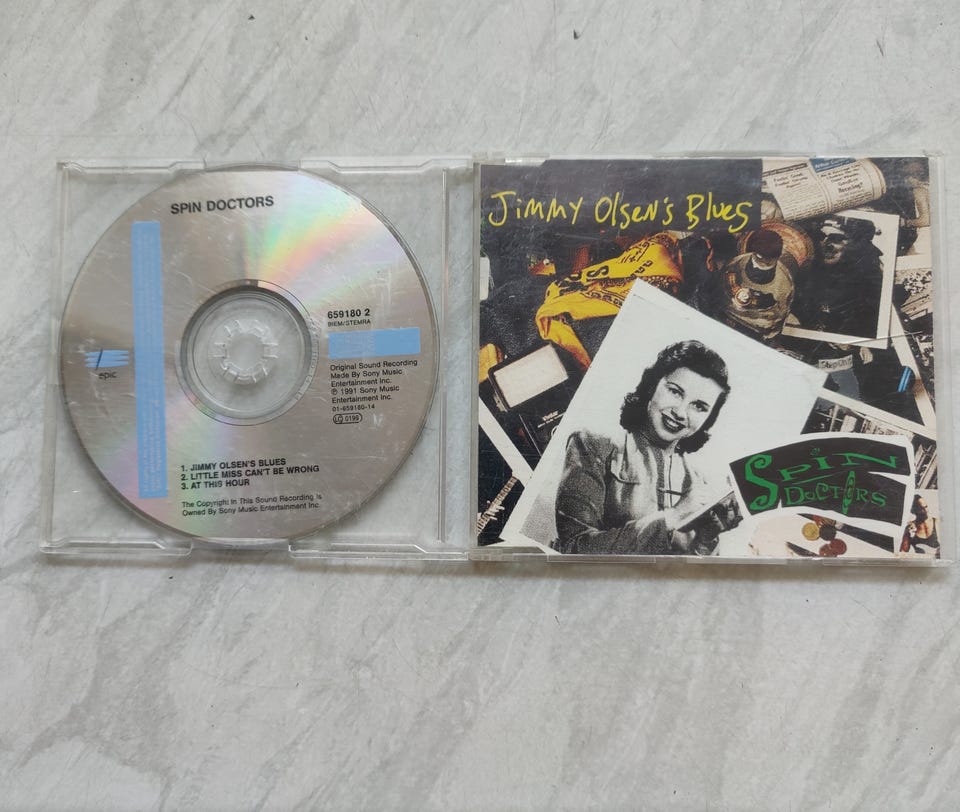 SPIN DOCTORS
659180 2
BIEM/STEMRA
Original Sound Recording
Made By Sony Music
Entertainment Inc.
℗ 1991 Sony Music
Entertainment Inc.
01-659180-14
LC 0199
epic
1. JIMMY OLSEN'S BLUES
2. LITTLE MISS CAN'T BE WRONG
3. AT THIS HOUR
The Copyright In This Sound Recording Is
Owned By Sony Music Entertainment Inc.
Jimmy Olsen's Blues
SPIN
DOCTORS